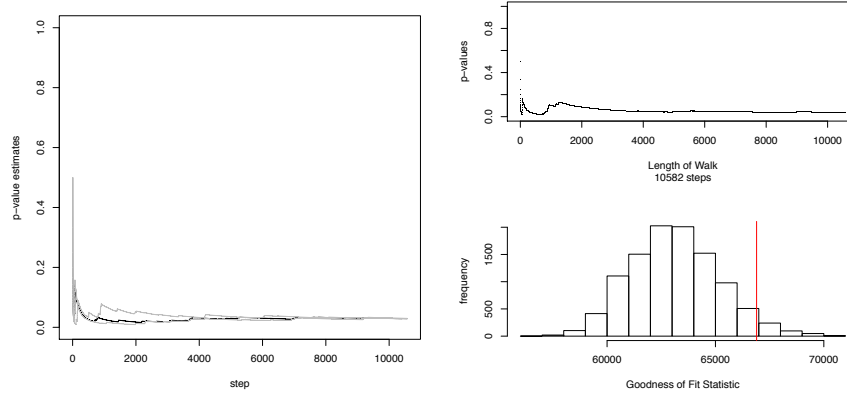 p-value estimates
1.0
0.8
0.6
0.4
0.2
0.0
0 2000 4000 6000 8000 10000
step
p-values
0.8
0.4
0.0
0 2000 4000 6000 8000 10000
Length of Walk
10582 steps
frequency
1500
500
0
60000 65000 70000
Goodness of Fit Statistic